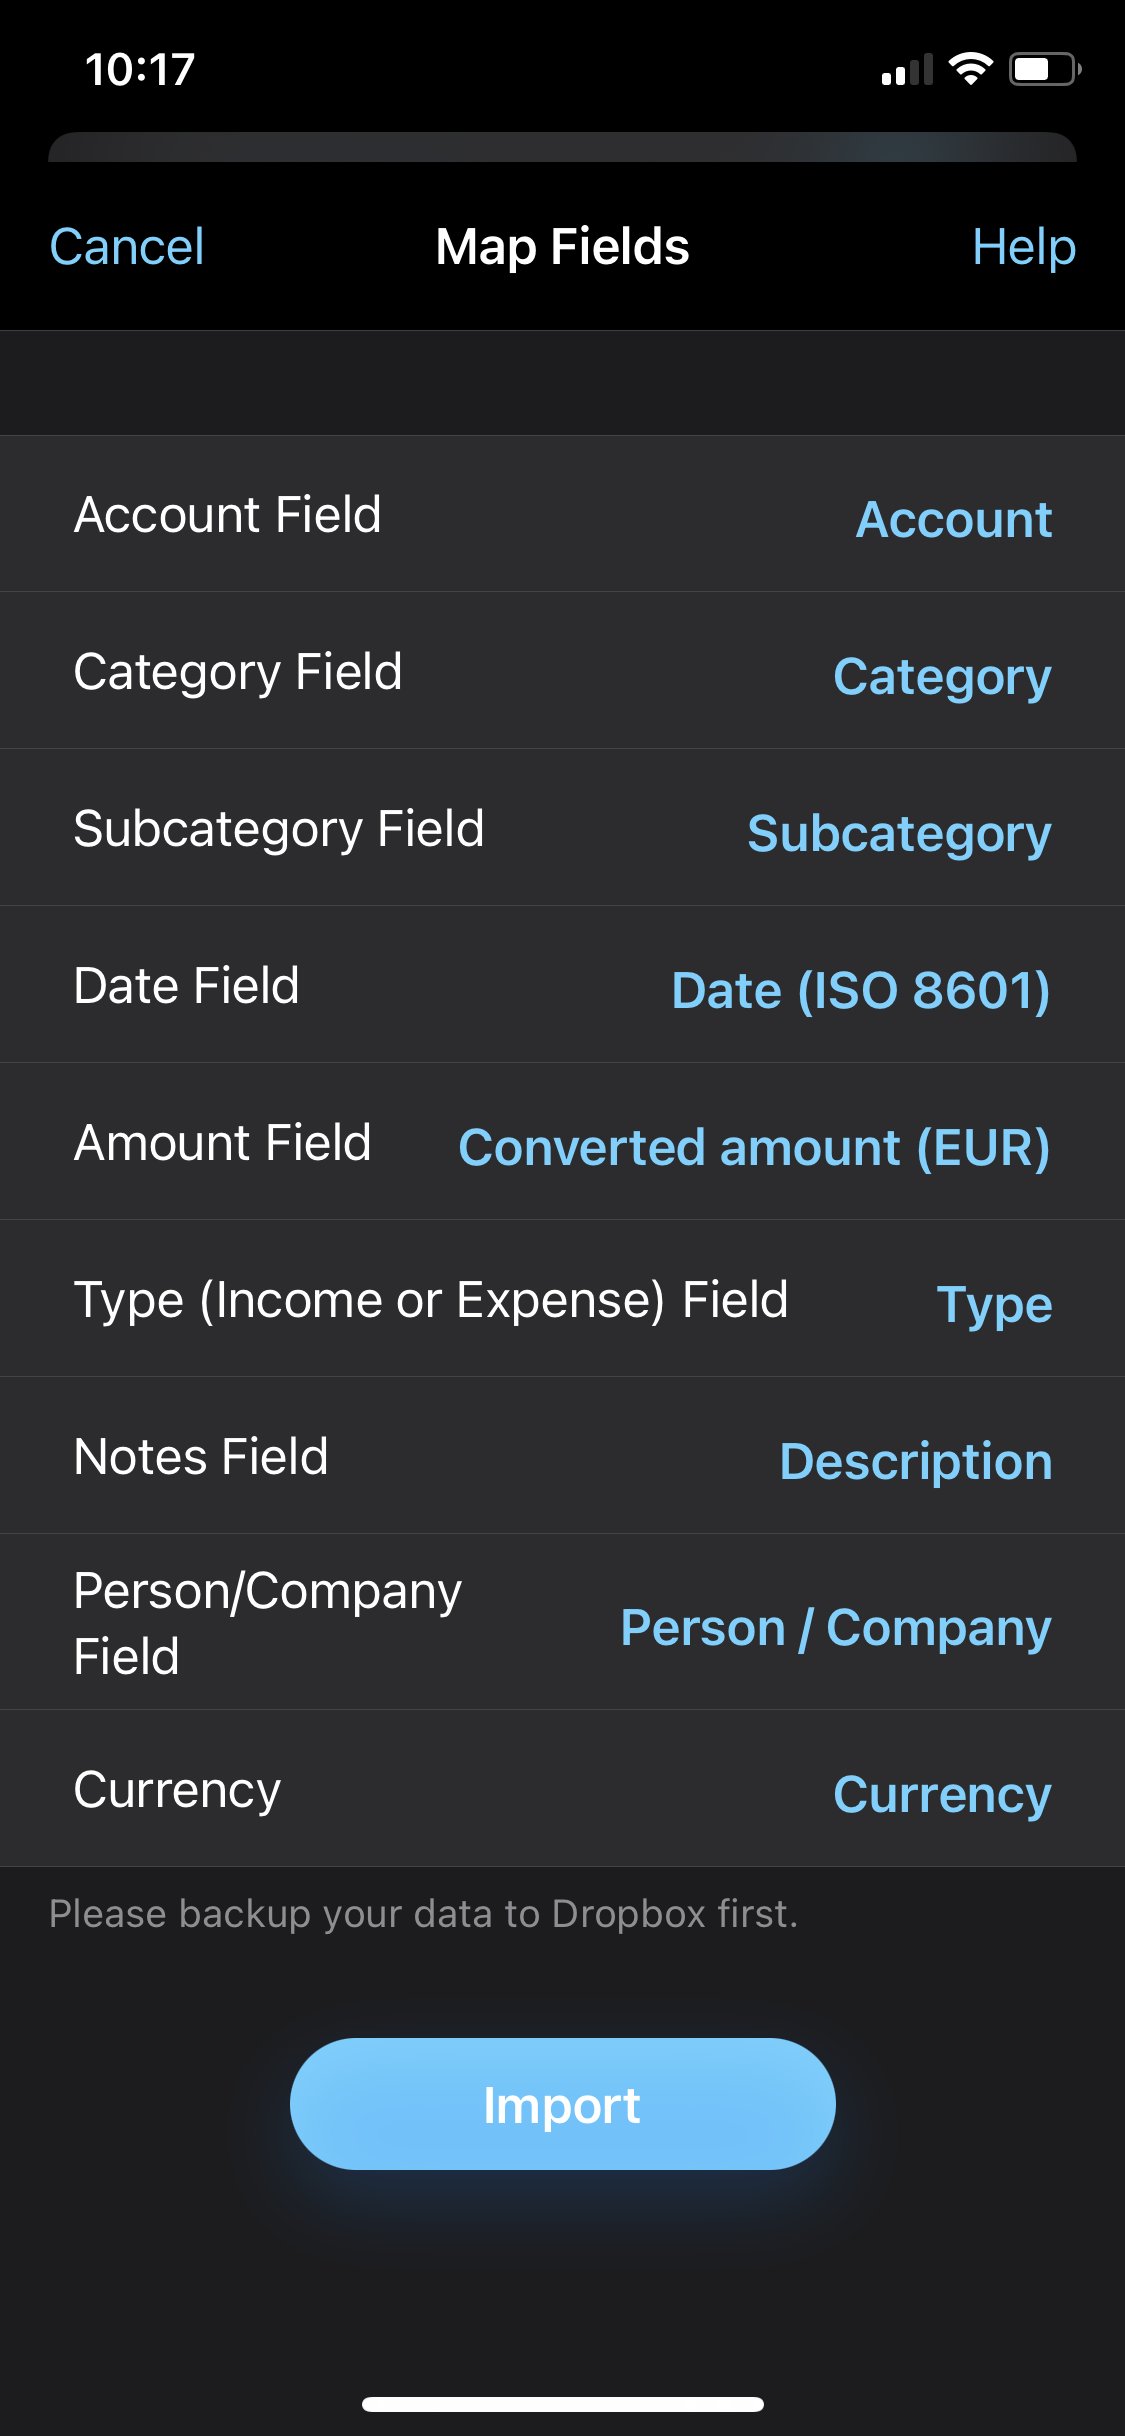 10:17
Cancel Map Fields Help
Account Field Account
Category Field Category
Subcategory Field Subcategory
Date Field Date (ISO 8601)
Amount Field Converted amount (EUR)
Type (Income or Expense) Field Type
Notes Field Description
Person/Company
Field
Person / Company
Currency Currency
Please backup your data to Dropbox first.
Import